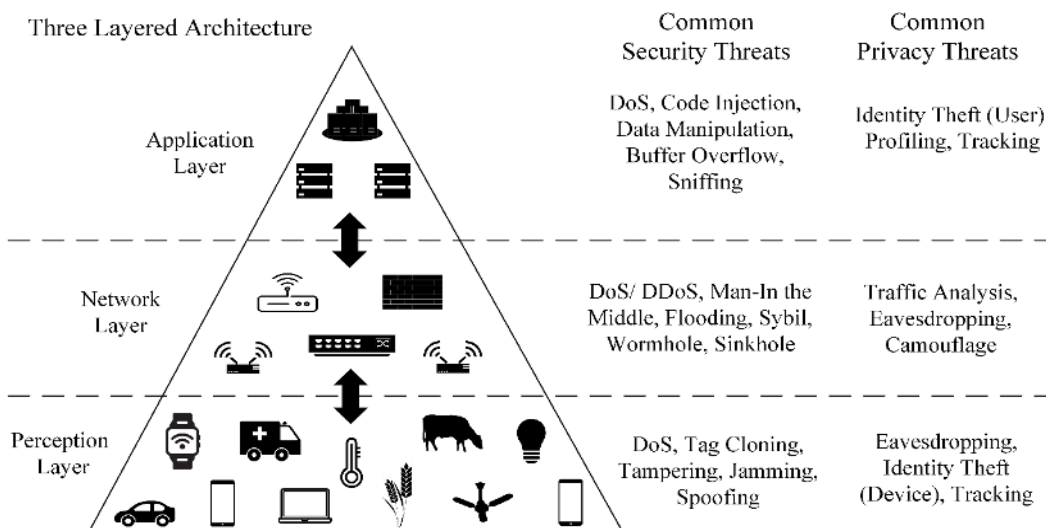 Three Layered Architecture
Common
Security Threats
Common
Privacy Threats
Application
Layer
DoS, Code Injection,
Data Manipulation,
Buffer Overflow,
Sniffing
Identity Theft (User)
Profiling, Tracking
Network
Layer
DoS/ DDoS, Man-In the
Middle, Flooding, Sybil,
Wormhole, Sinkhole
Traffic Analysis,
Eavesdropping,
Camouflage
Perception
Layer
DoS, Tag Cloning,
Tampering, Jamming,
Spoofing
Eavesdropping,
Identity Theft
(Device), Tracking